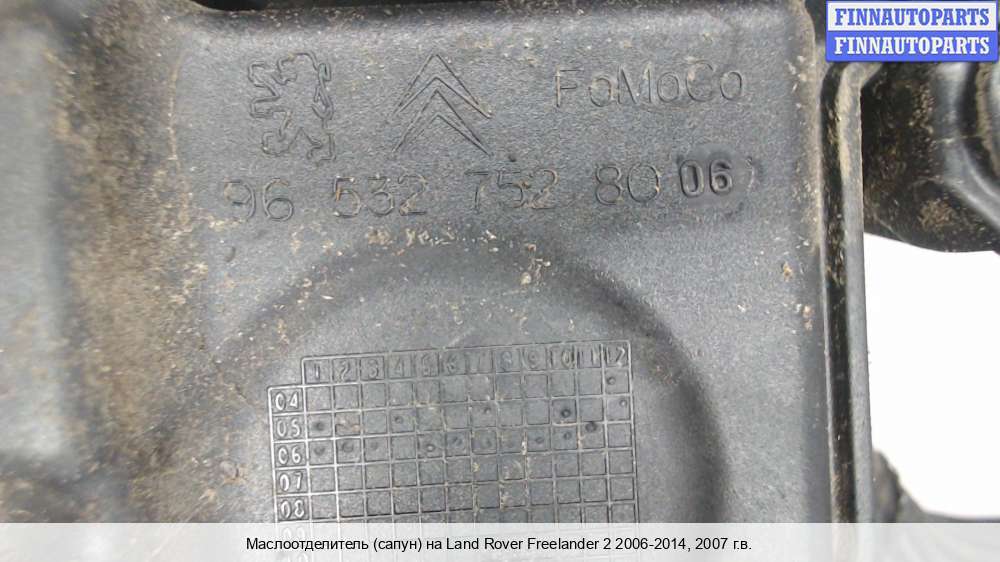 FINNAUTOPARTS
FINNAUTOPARTS
FoMoCo
96 532 752 80 06
1 2 3 4 5 6 7 8 9 10 11 12
04
05
06
07
08
Маслоотделитель (сапун) на Land Rover Freelander 2 2006-2014, 2007 г.в.